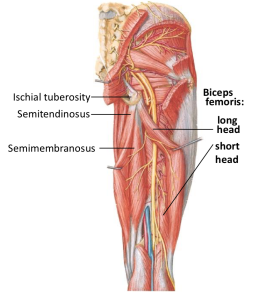 Ischial tuberosity
Semitendinosus
Semimembranosus
Biceps
femoris:
long
head
short
head